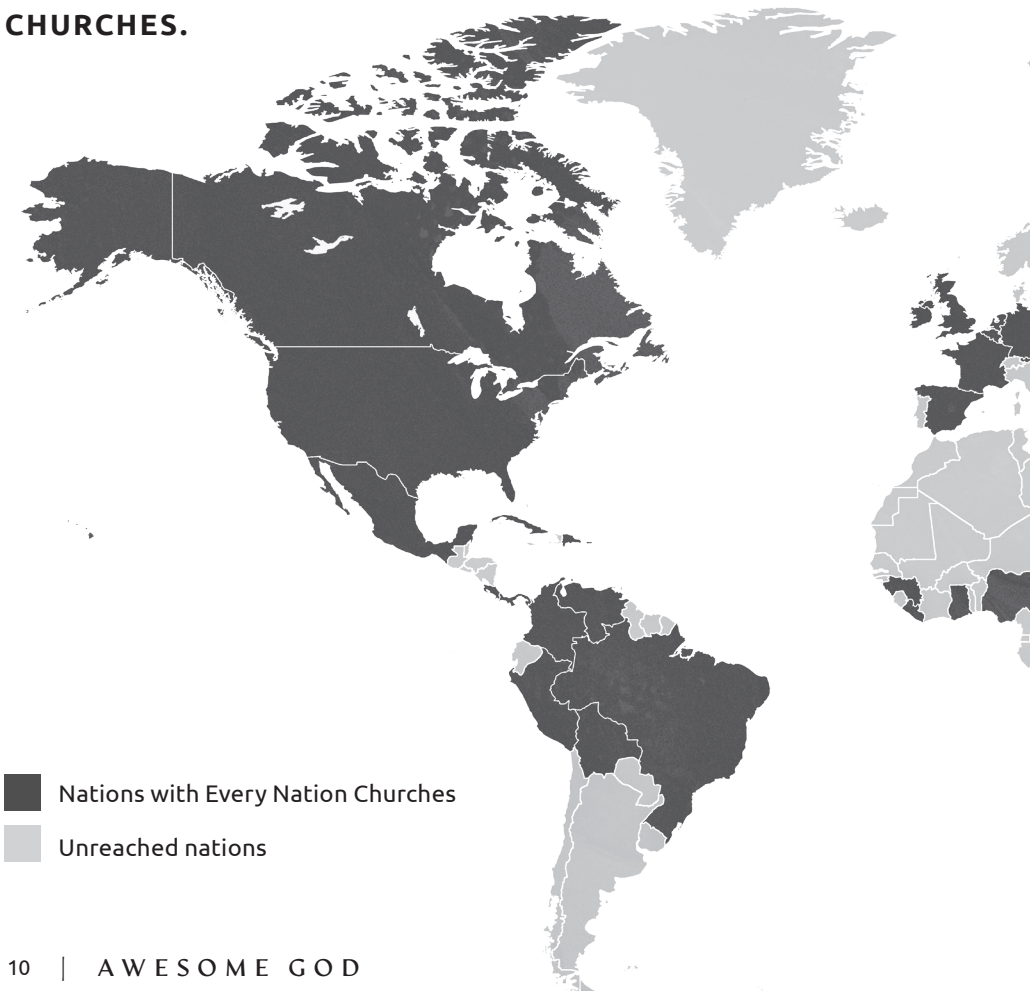 CHURCHES.
Nations with Every Nation Churches
Unreached nations
10 | AWESOME GOD